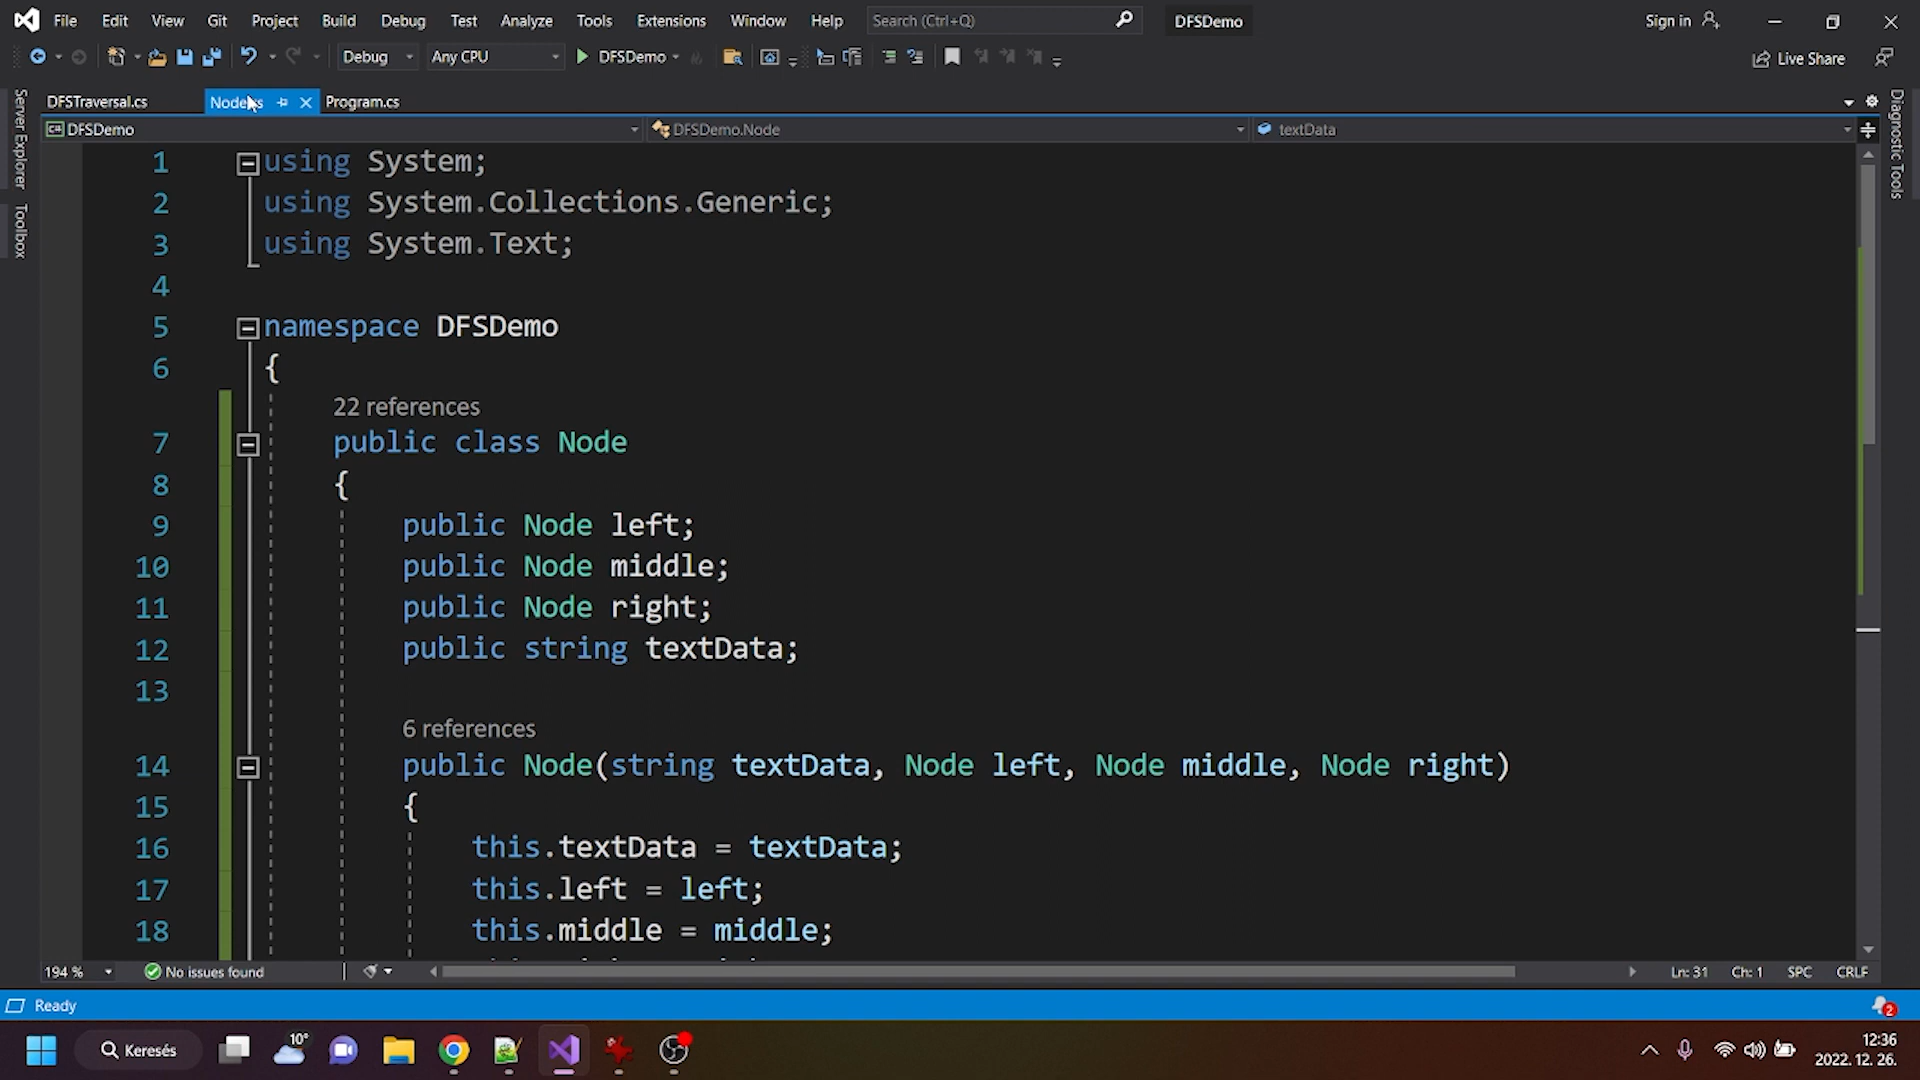 File Edit View Git Project Build Debug Test Analyze Tools Extensions Window Help Search (Ctrl+Q) DFSDemo Sign in
Debug Any CPU DFSDemo Live Share
DFSTraversal.cs Node.cs Program.cs
DFSDemo DFSDemo.Node textData
Server Explorer
Toolbox
Diagnostic Tools
1 using System;
2 using System.Collections.Generic;
3 using System.Text;
4
5 namespace DFSDemo
6 {
22 references
7 public class Node
8 {
9 public Node left;
10 public Node middle;
11 public Node right;
12 public string textData;
13
6 references
14 public Node(string textData, Node left, Node middle, Node right)
15 {
16 this.textData = textData;
17 this.left = left;
18 this.middle = middle;
194 % No issues found Ln: 31 Ch: 1 SPC CRLF
Ready 2
10° Keresés 12:36
2022. 12. 26.